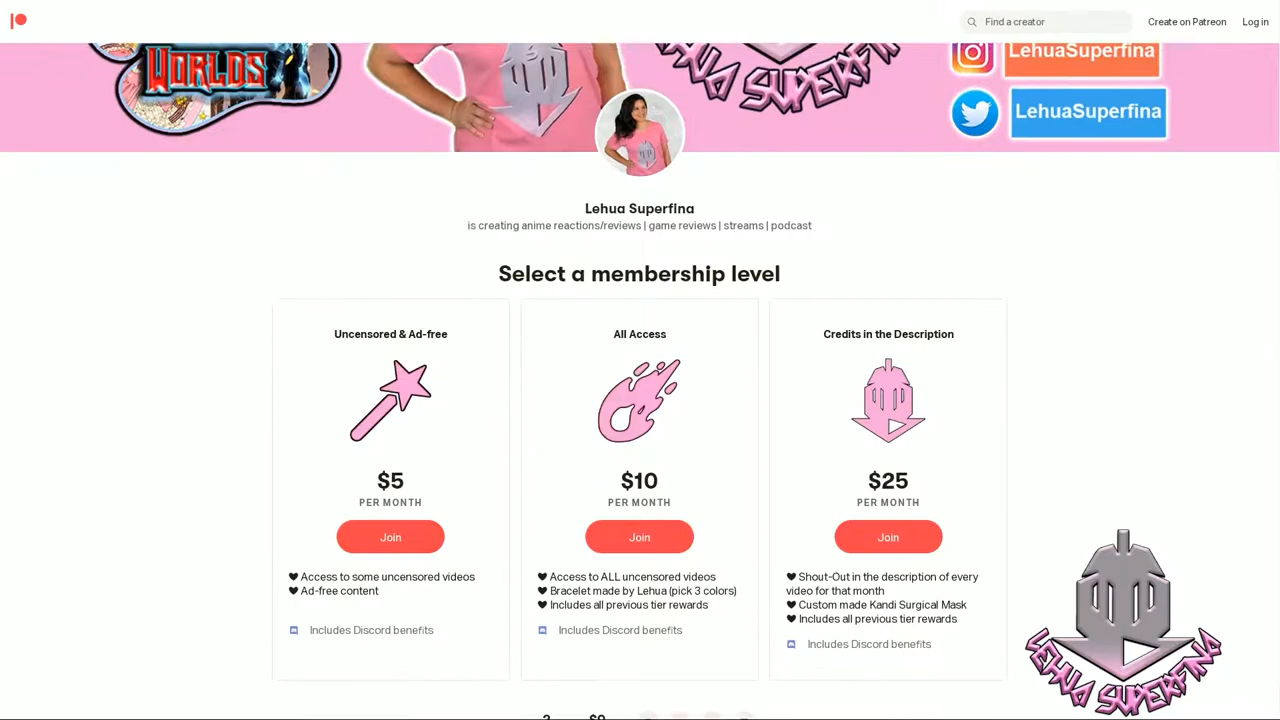 Find a creator
Create on Patreon
Log in
WORLDS
LEHUA SUPERFINA
LehuaSuperfina
LehuaSuperfina
Lehua Superfina
is creating anime reactions/reviews | game reviews | streams | podcast
Select a membership level
Uncensored & Ad-free
$5
PER MONTH
Join
♥ Access to some uncensored videos
♥ Ad-free content
Includes Discord benefits
All Access
$10
PER MONTH
Join
♥ Access to ALL uncensored videos
♥ Bracelet made by Lehua (pick 3 colors)
♥ Includes all previous tier rewards
Includes Discord benefits
Credits in the Description
$25
PER MONTH
Join
♥ Shout-Out in the description of every
video for that month
♥ Custom made Kandi Surgical Mask
♥ Includes all previous tier rewards
Includes Discord benefits
LEHUA SUPERFINA